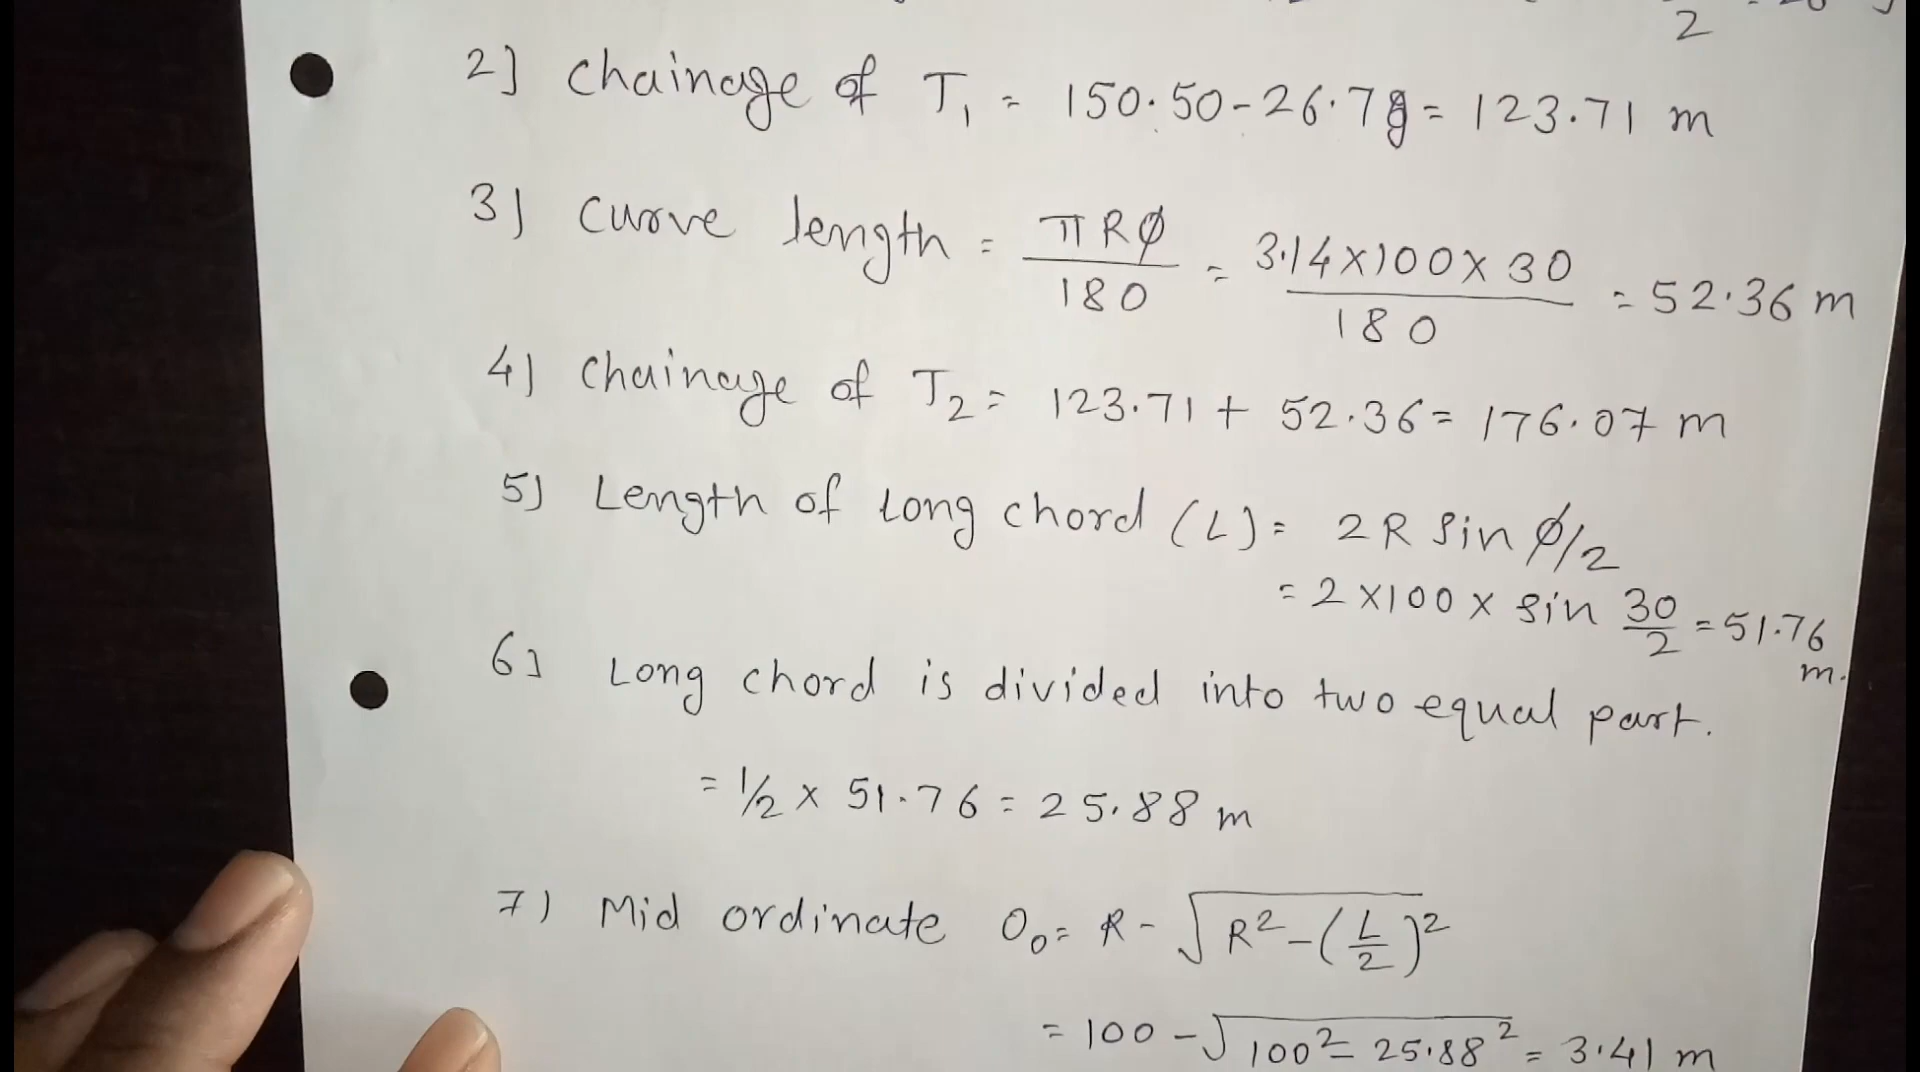 2
2] Chainage of T₁ = 150.50-26.79 = 123.71 m
3) Curve length = πRφ/180 = 3.14×100×30/180 = 52.36 m
4) Chainage of T₂ = 123.71 + 52.36 = 176.07 m
5) Length of Long chord (L) = 2R sin φ/2
= 2×100× sin 30/2 = 51.76 m.
6] Long chord is divided into two equal part.
= 1/2 × 51.76 = 25.88 m
7) Mid ordinate O₀ = R - √(R² - (L/2)²)
= 100 - √(100² - 25.88²) = 3.41 m